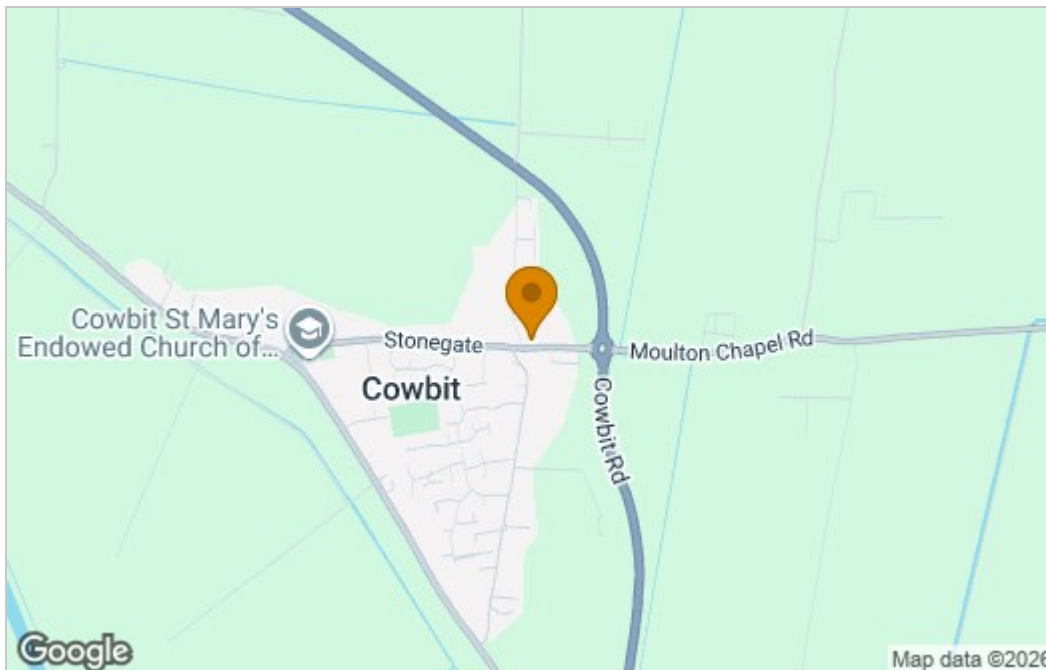 Cowbit St Mary's
Endowed Church of...
Stonegate
Moulton Chapel Rd
Cowbit
Cowbit Rd
Google
Map data ©2026